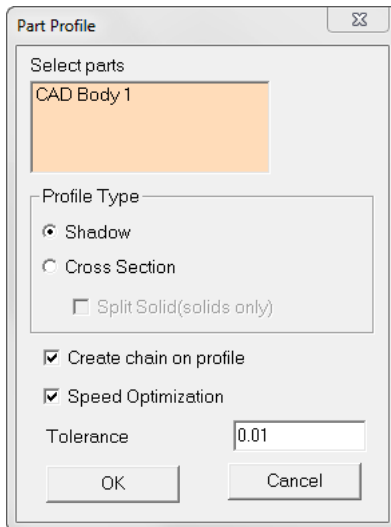 Part Profile
Select parts
CAD Body 1
Profile Type
Shadow
Cross Section
Split Solid(solids only)
Create chain on profile
Speed Optimization
Tolerance 0.01
OK Cancel